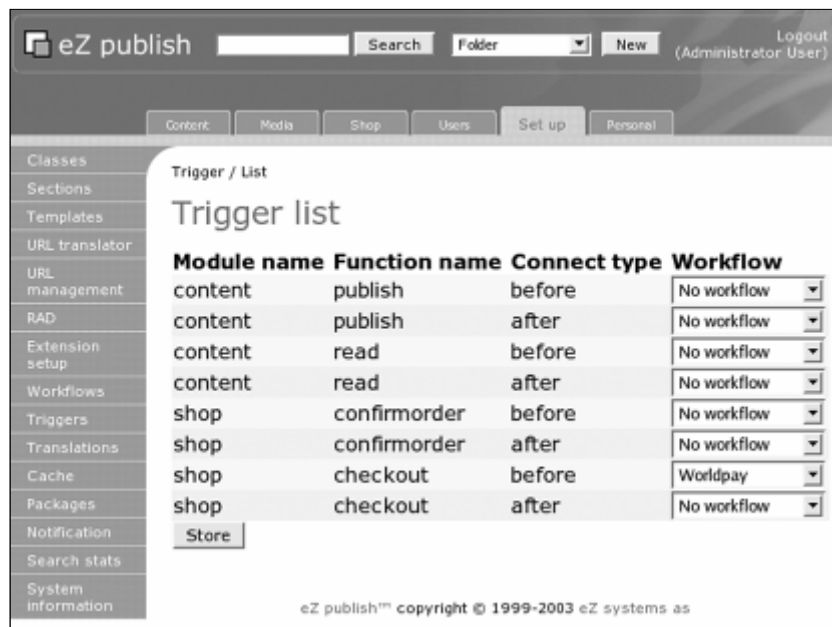 eZ publish Search Folder New Logout
(Administrator User)
Content Media Shop Users Set up Personal
Classes
Sections
Templates
URL translator
URL
management
RAD
Extension
setup
Workflows
Triggers
Translations
Cache
Packages
Notification
Search stats
System
information
Trigger / List
Trigger list
Module name Function name Connect type Workflow
content publish before No workflow
content publish after No workflow
content read before No workflow
content read after No workflow
shop confirmorder before No workflow
shop confirmorder after No workflow
shop checkout before Worldpay
shop checkout after No workflow
Store
eZ publish™ copyright © 1999-2003 eZ systems as